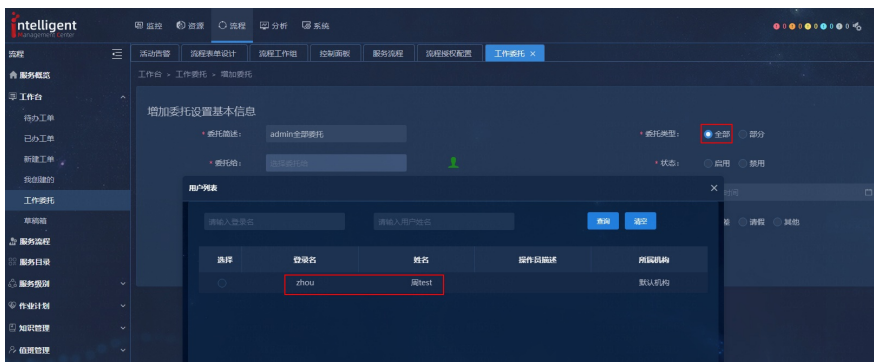 intelligent
Management Center
监控 资源 流程 分析 系统
0 0 0 0 0 0
流程
活动告警 流程表单设计 流程工作组 控制面板 服务流程 流程授权配置 工作委托 ×
服务概览
工作台 > 工作委托 > 增加委托
工作台
待办工单
已办工单
新建工单
我创建的
工作委托
草稿箱
服务流程
服务目录
服务级别
作业计划
知识管理
值班管理
增加委托设置基本信息
* 委托简述： admin全部委托
* 委托类型： 全部 部分
* 委托给： 选择委托给
* 状态： 启用 禁用
时间
差 请假 其他
用户列表 ×
请输入登录名 请输入用户姓名 查询 清空
选择 登录名 姓名 操作员描述 所属机构
zhou 周test 默认机构